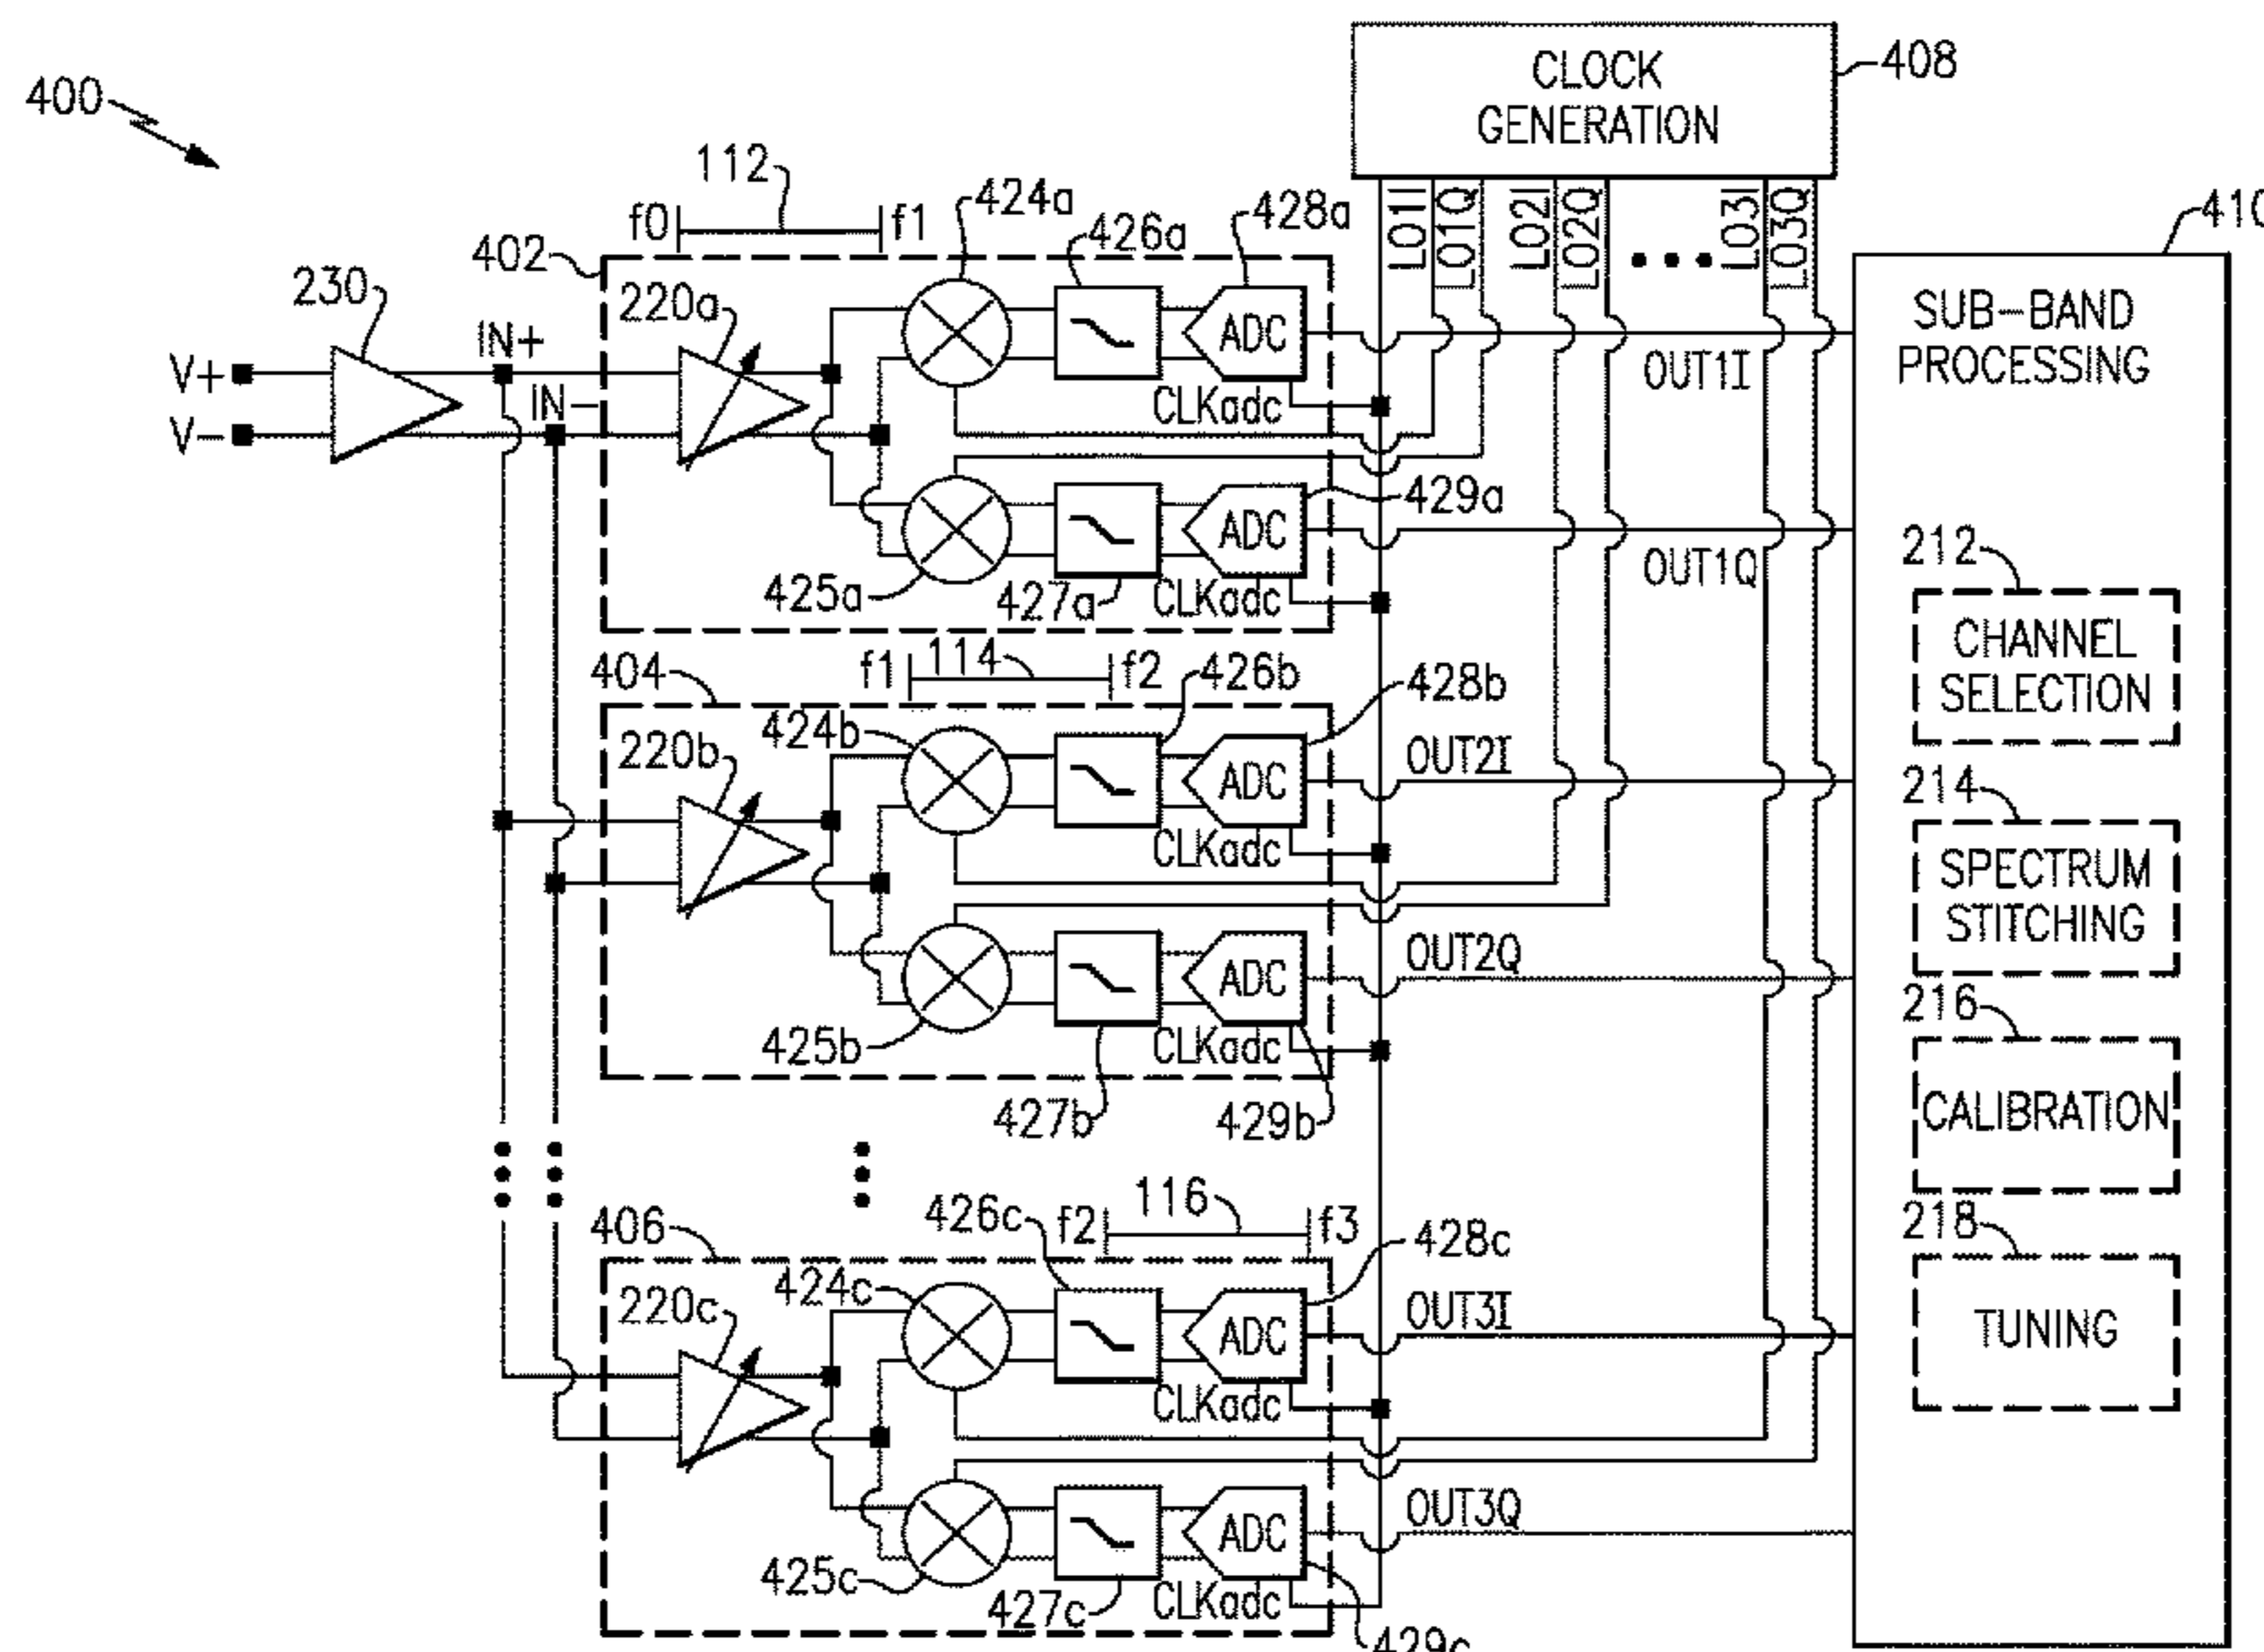 400
CLOCK
GENERATION
408
410
112
f0
f1
424a
426a
428a
LO1I
LO1Q
LO2I
LO2Q
LO3I
LO3Q
402
230
220a
IN+
V+
V-
IN-
ADC
CLKadc
OUT1I
SUB-BAND
PROCESSING
429a
ADC
425a
427a
CLKadc
OUT1Q
212
CHANNEL
SELECTION
404
f1
114
f2
426b
428b
424b
220b
ADC
OUT2I
CLKadc
214
SPECTRUM
STITCHING
ADC
OUT2Q
425b
CLKadc
427b
429b
216
CALIBRATION
116
406
426c
f2
f3
428c
424c
220c
ADC
OUT3I
CLKadc
218
TUNING
ADC
OUT3Q
425c
427c
CLKadc
429c